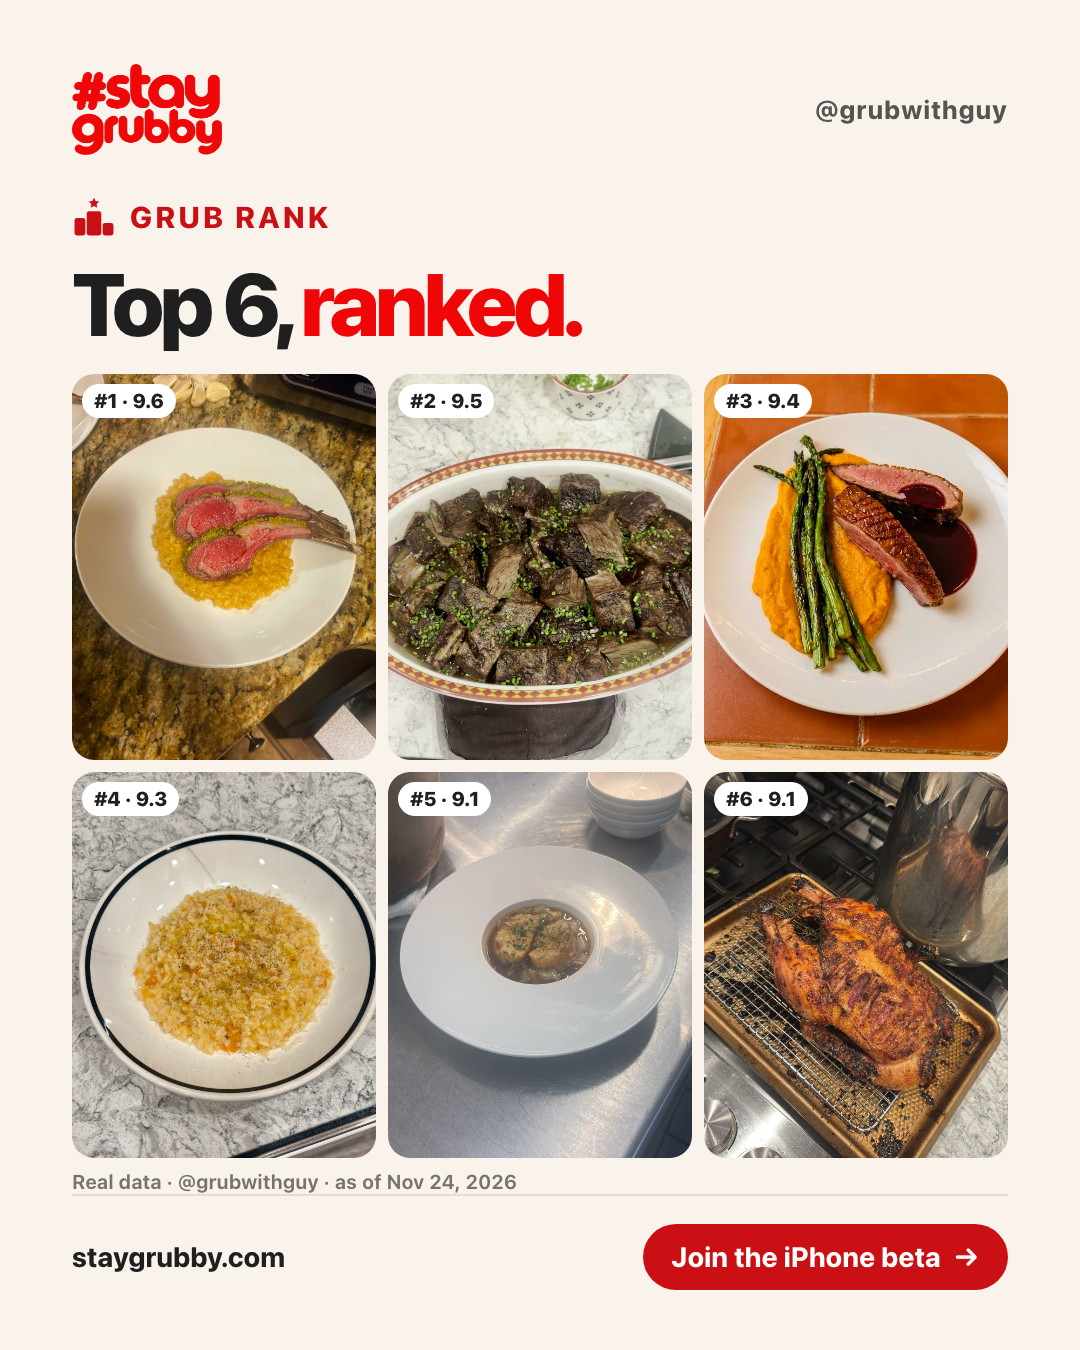 #stay
grubby
@grubwithguy
GRUB RANK
Top 6, ranked.
#1 · 9.6
#2 · 9.5
#3 · 9.4
#4 · 9.3
#5 · 9.1
#6 · 9.1
Real data · @grubwithguy · as of Nov 24, 2026
staygrubby.com
Join the iPhone beta →